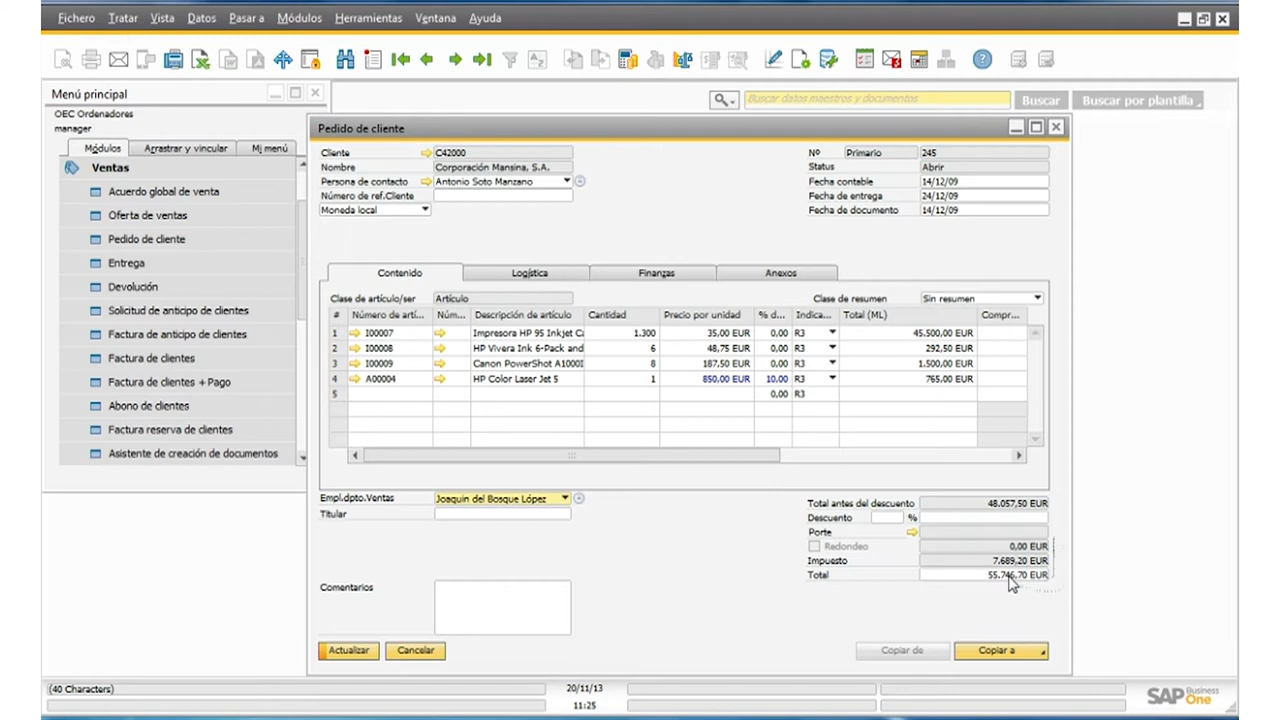 Fichero Tratar Vista Datos Pasar a Módulos Herramientas Ventana Ayuda
Menú principal
Buscar datos maestros y documentos Buscar Buscar por plantilla
OEC Ordenadores
manager
Módulos Arrastrar y vincular Mi menú
Ventas
Acuerdo global de venta
Oferta de ventas
Pedido de cliente
Entrega
Devolución
Solicitud de anticipo de clientes
Factura de anticipo de clientes
Factura de clientes
Factura de clientes + Pago
Abono de clientes
Factura reserva de clientes
Asistente de creación de documentos
Pedido de cliente
Cliente C42000 Nº Primario 245
Nombre Corporación Mansina, S.A. Status Abrir
Persona de contacto Antonio Soto Manzano Fecha contable 14/12/09
Número de ref.Cliente Fecha de entrega 24/12/09
Moneda local Fecha de documento 14/12/09
Contenido Logística Finanzas Anexos
Clase de artículo/ser Artículo Clase de resumen Sin resumen
# Número de artí... Núm... Descripción de artículo Cantidad Precio por unidad % d... Indica... Total (ML) Compr...
1 I00007 Impresora HP 95 Inkjet Ca 1.300 35,00 EUR 0,00 R3 45.500,00 EUR
2 I00008 HP Vivera Ink 6-Pack and 6 48,75 EUR 0,00 R3 292,50 EUR
3 I00009 Canon PowerShot A1000I 8 187,50 EUR 0,00 R3 1.500,00 EUR
4 A00004 HP Color Laser Jet 5 1 850,00 EUR 10,00 R3 765,00 EUR
5 0,00 R3
Empl.dpto.Ventas Joaquin del Bosque López Total antes del descuento 48.057,50 EUR
Titular Descuento %
Porte
Redondeo 0,00 EUR
Impuesto 7.689,20 EUR
Total 55.746,70 EUR
Comentarios
Actualizar Cancelar Copiar de Copiar a
(40 Characters) 20/11/13
11:25
SAP Business One